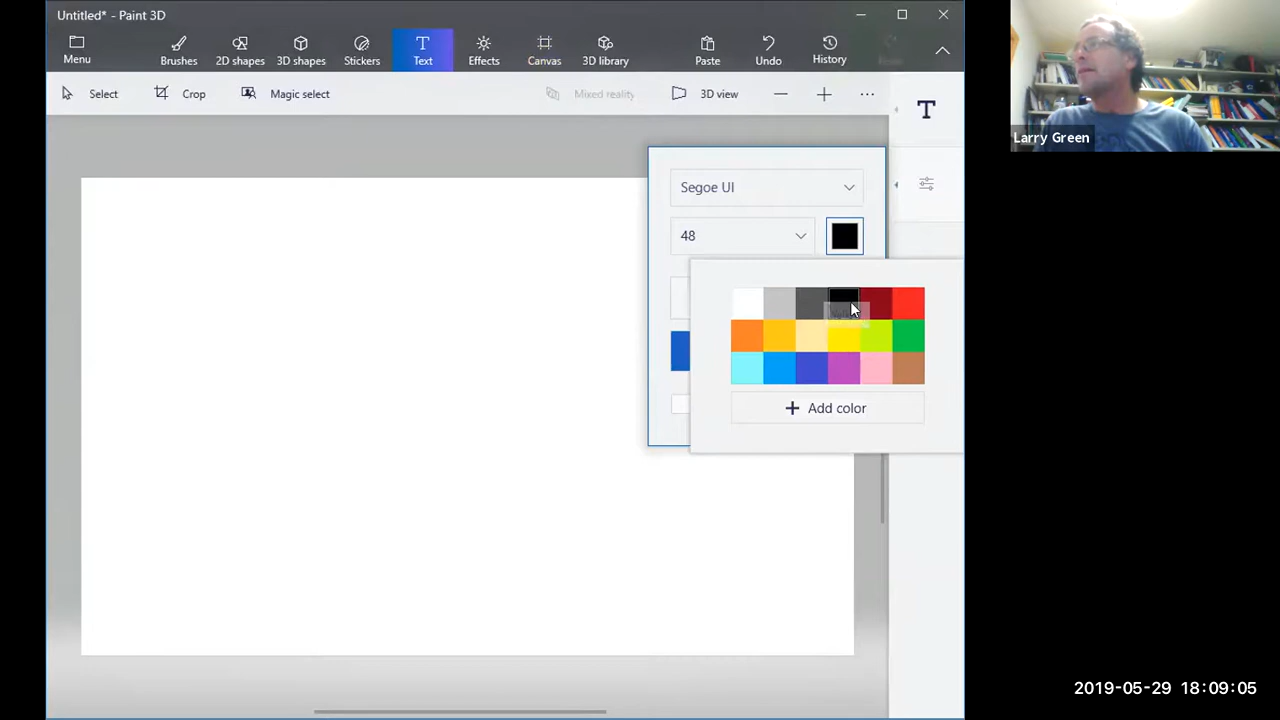 Untitled* - Paint 3D
Menu
Brushes
2D shapes
3D shapes
Stickers
Text
Effects
Canvas
3D library
Paste
Undo
History
Select
Crop
Magic select
Mixed reality
3D view
Larry Green
Segoe UI
48
Add color
2019-05-29 18:09:05